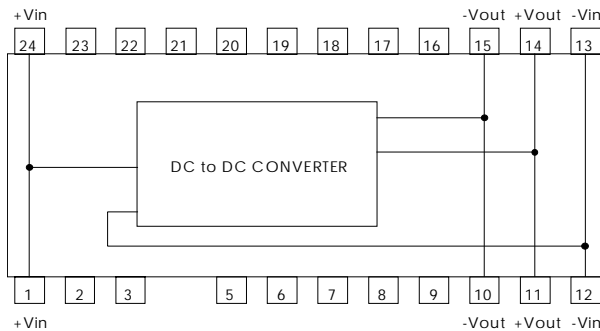 +Vin -Vout +Vout -Vin
24 23 22 21 20 19 18 17 16 15 14 13
DC to DC CONVERTER
1 2 3 5 6 7 8 9 10 11 12
+Vin -Vout +Vout -Vin